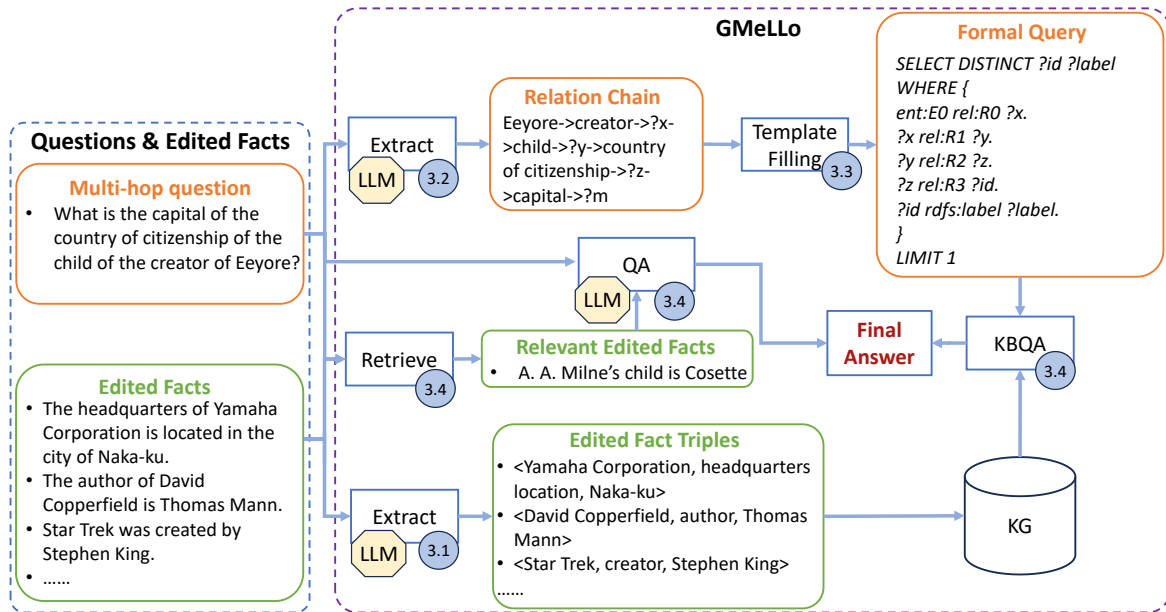 GMeLLo
Questions & Edited Facts
Multi-hop question
• What is the capital of the
country of citizenship of the
child of the creator of Eeyore?
Edited Facts
• The headquarters of Yamaha
Corporation is located in the
city of Naka-ku.
• The author of David
Copperfield is Thomas Mann.
• Star Trek was created by
Stephen King.
• ......
Extract
LLM
3.2
Relation Chain
Eeyore->creator->?x-
>child->?y->country
of citizenship->?z-
>capital->?m
Template
Filling
3.3
Formal Query
SELECT DISTINCT ?id ?label
WHERE {
ent:E0 rel:R0 ?x.
?x rel:R1 ?y.
?y rel:R2 ?z.
?z rel:R3 ?id.
?id rdfs:label ?label.
}
LIMIT 1
QA
LLM
3.4
Retrieve
3.4
Relevant Edited Facts
• A. A. Milne's child is Cosette
Final
Answer
KBQA
3.4
Extract
LLM
3.1
Edited Fact Triples
• <Yamaha Corporation, headquarters
location, Naka-ku>
• <David Copperfield, author, Thomas
Mann>
• <Star Trek, creator, Stephen King>
......
KG